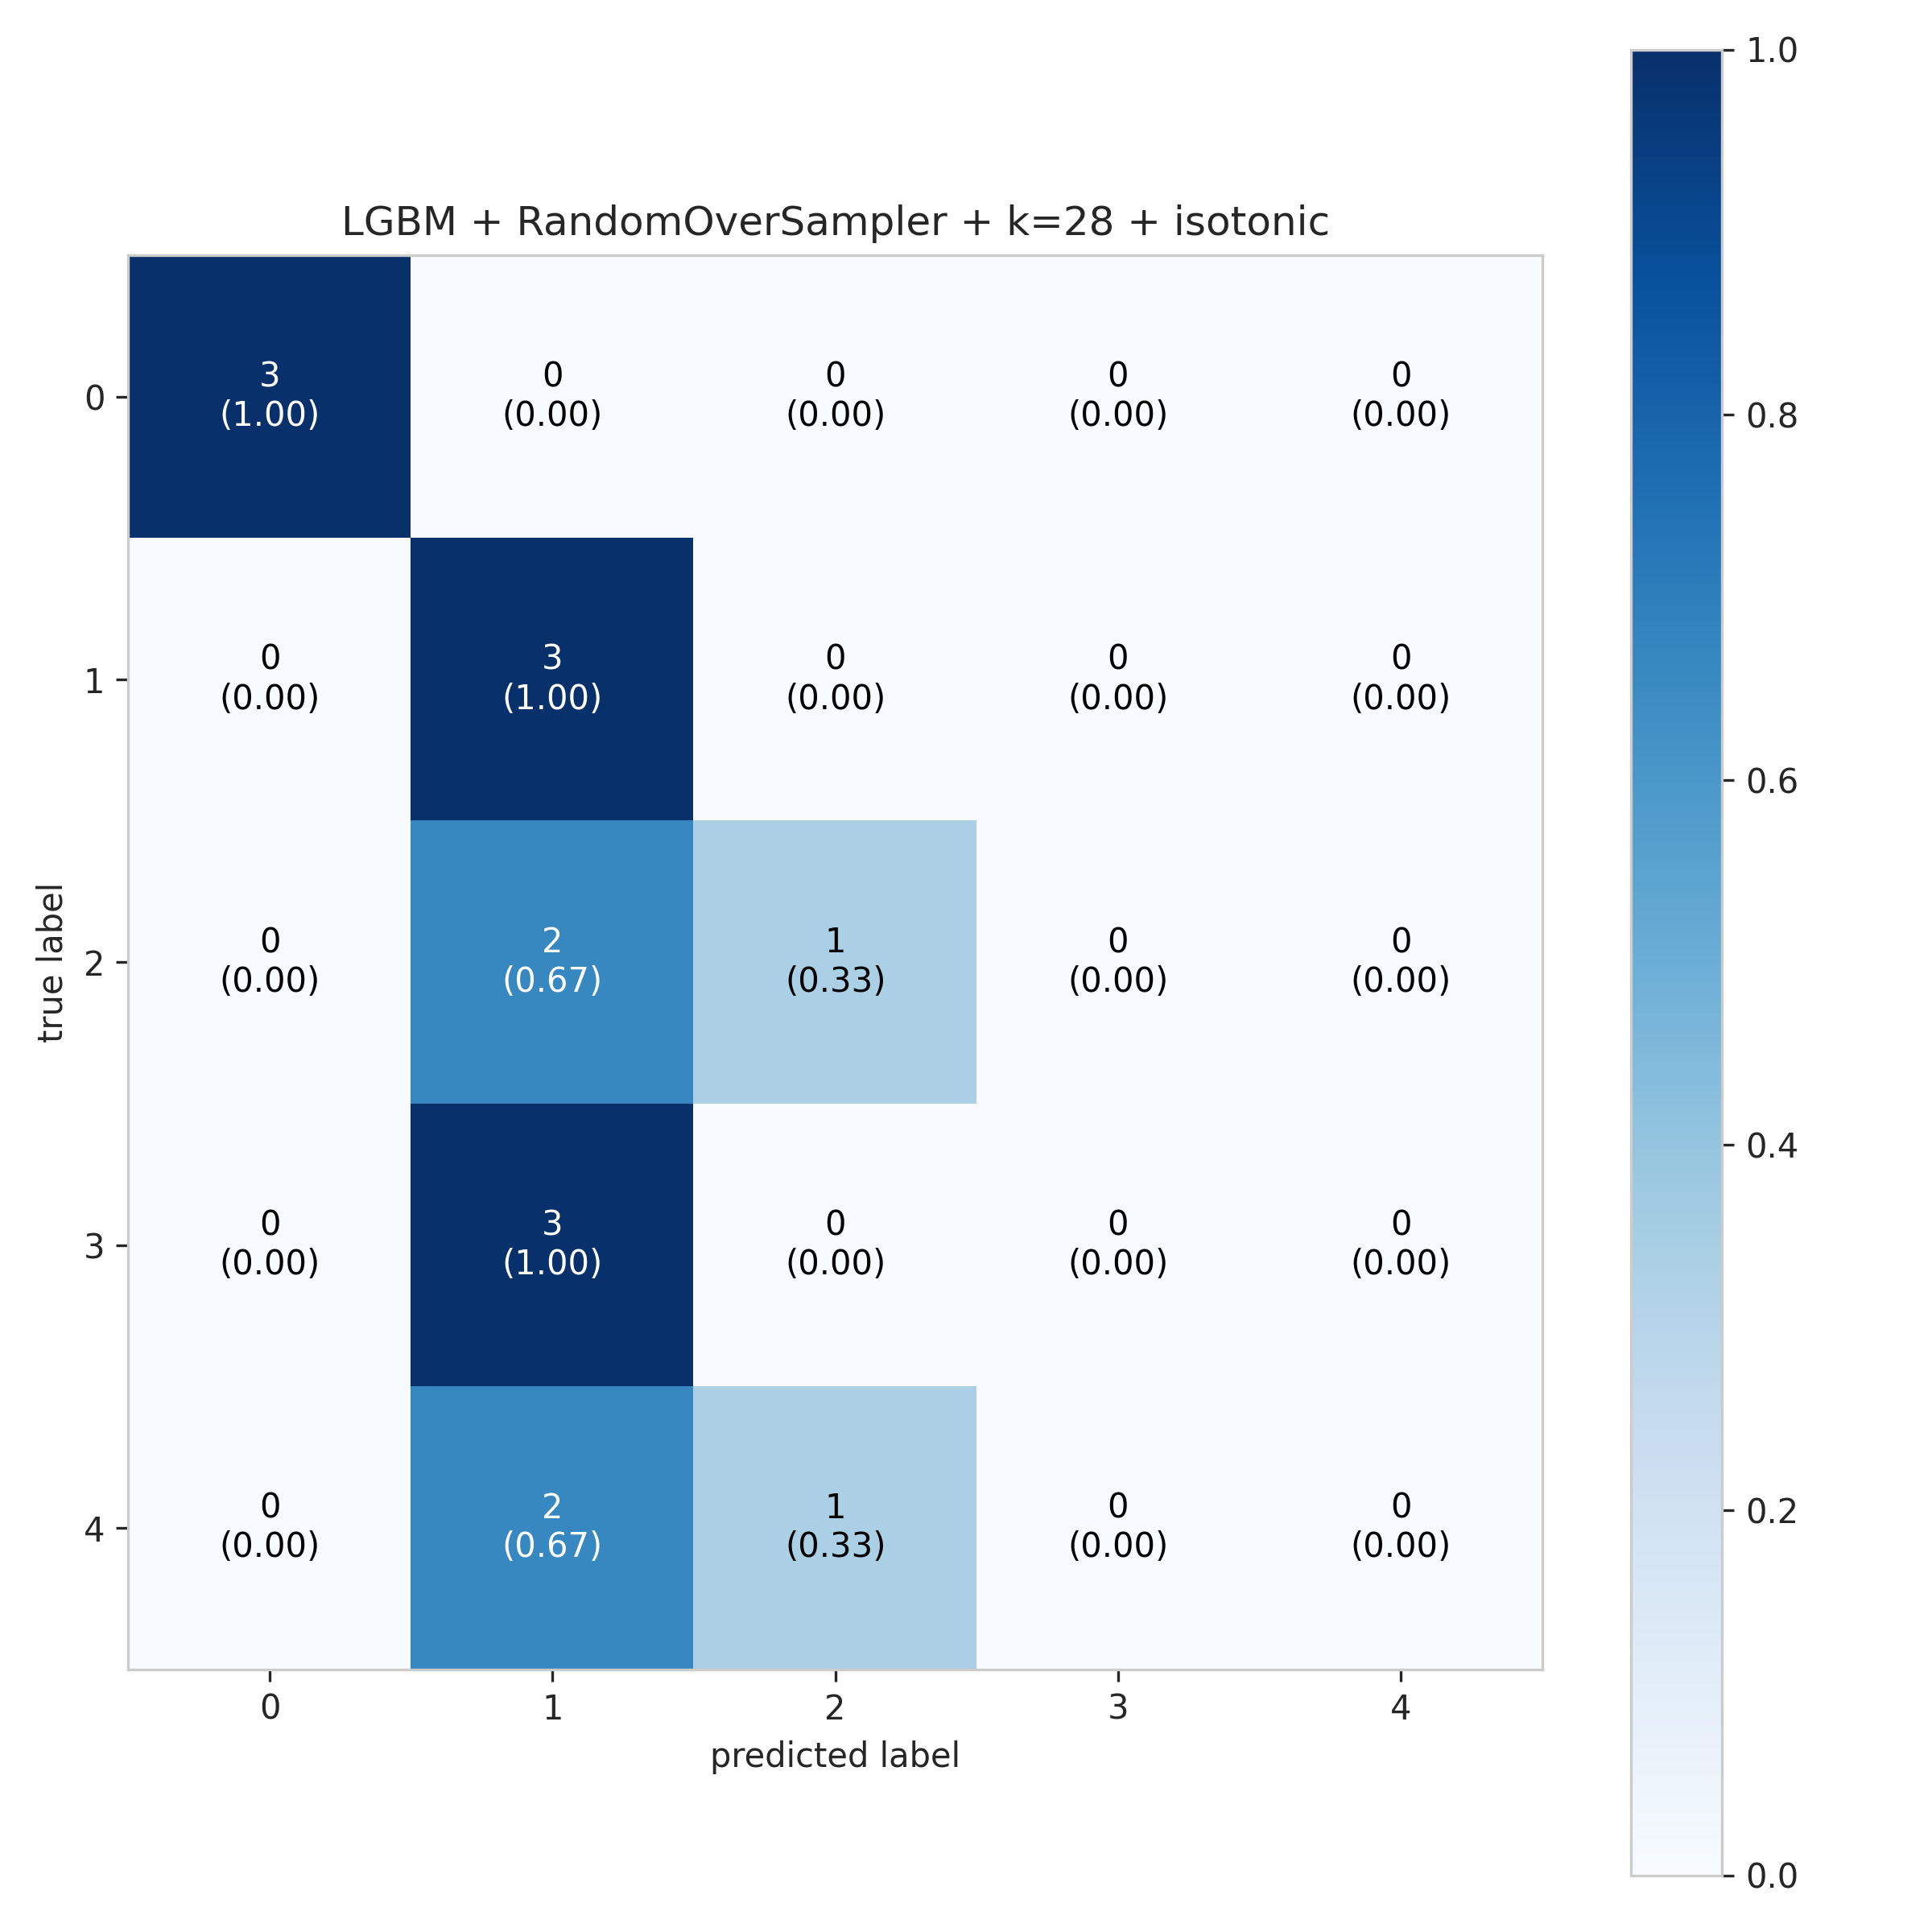 LGBM + RandomOverSampler + k=28 + isotonic
1.0
0.8
0.6
0.4
0.2
0.0
true label
0
1
2
3
4
3 0 0 0 0
(1.00) (0.00) (0.00) (0.00) (0.00)
0 3 0 0 0
(0.00) (1.00) (0.00) (0.00) (0.00)
0 2 1 0 0
(0.00) (0.67) (0.33) (0.00) (0.00)
0 3 0 0 0
(0.00) (1.00) (0.00) (0.00) (0.00)
0 2 1 0 0
(0.00) (0.67) (0.33) (0.00) (0.00)
0 1 2 3 4
predicted label